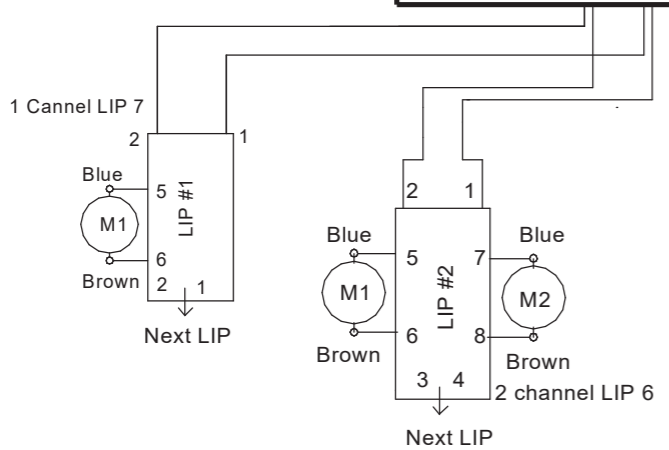 1 Cannel LIP 7
2 1
Blue
5
M1
LIP #1
6
Brown
2 1
Next LIP
2 1
Blue
5
M1
6
Brown
LIP #2
7
Blue
M2
8
Brown
3 4
2 channel LIP 6
Next LIP